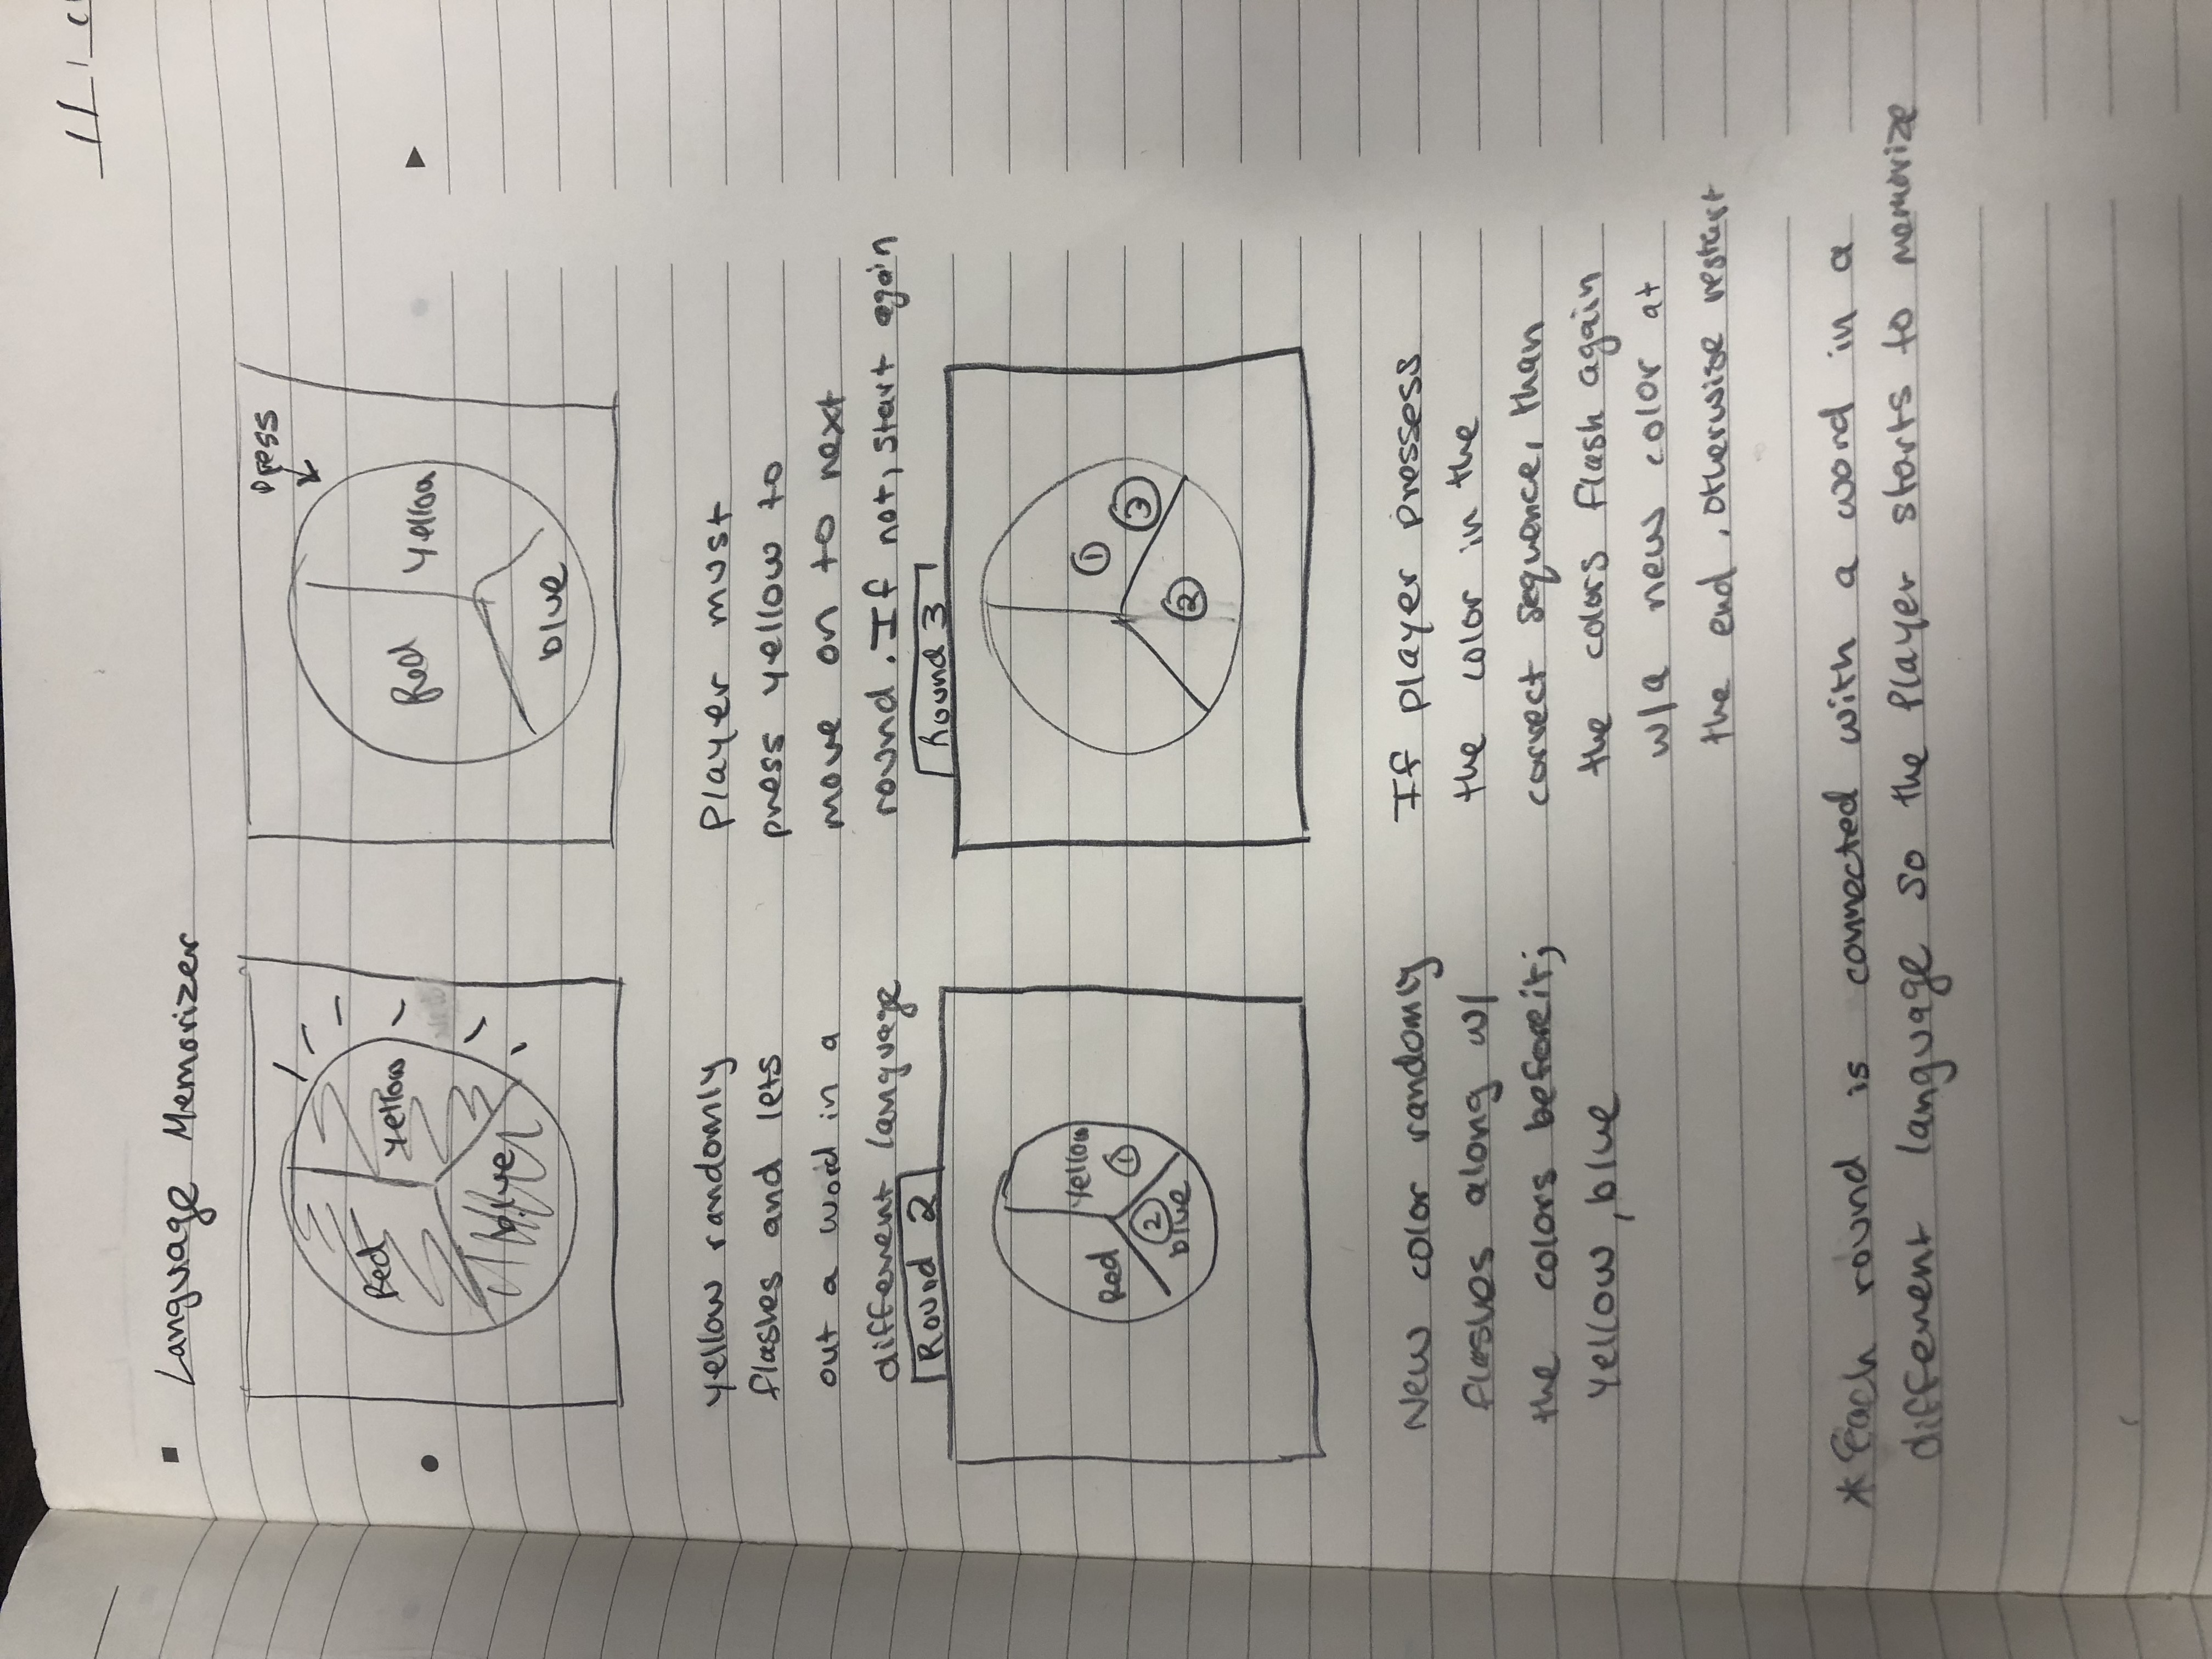 Language Memorizer
Red
Yellow
blue
press
Red
Yellow
blue
Yellow randomly
flashes and lets
out a word in a
different language
Player must
press yellow to
move on to next
round. If not, start again
Round 2
Red
Yellow
1
2
blue
Round 3
1
3
2
New color randomly
flashes along w/
the colors before it;
Yellow, blue
If player pressess
the color in the
correct sequence, than
the colors flash again
w/a new color at
the end. otherwise restart
* Each round is connected with a word in a
different language so the Player starts to memorize